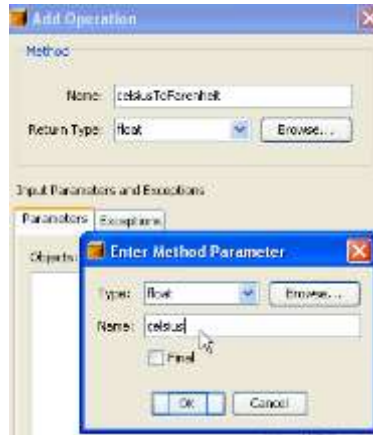 Add Operation
Method
Name: celsiusToFarenheit
Return Type: float Browse...
Input Parameters and Exceptions
Parameters Exceptions
Objects:
Enter Method Parameter
Type: float Browse...
Name: celsius
Final
OK Cancel